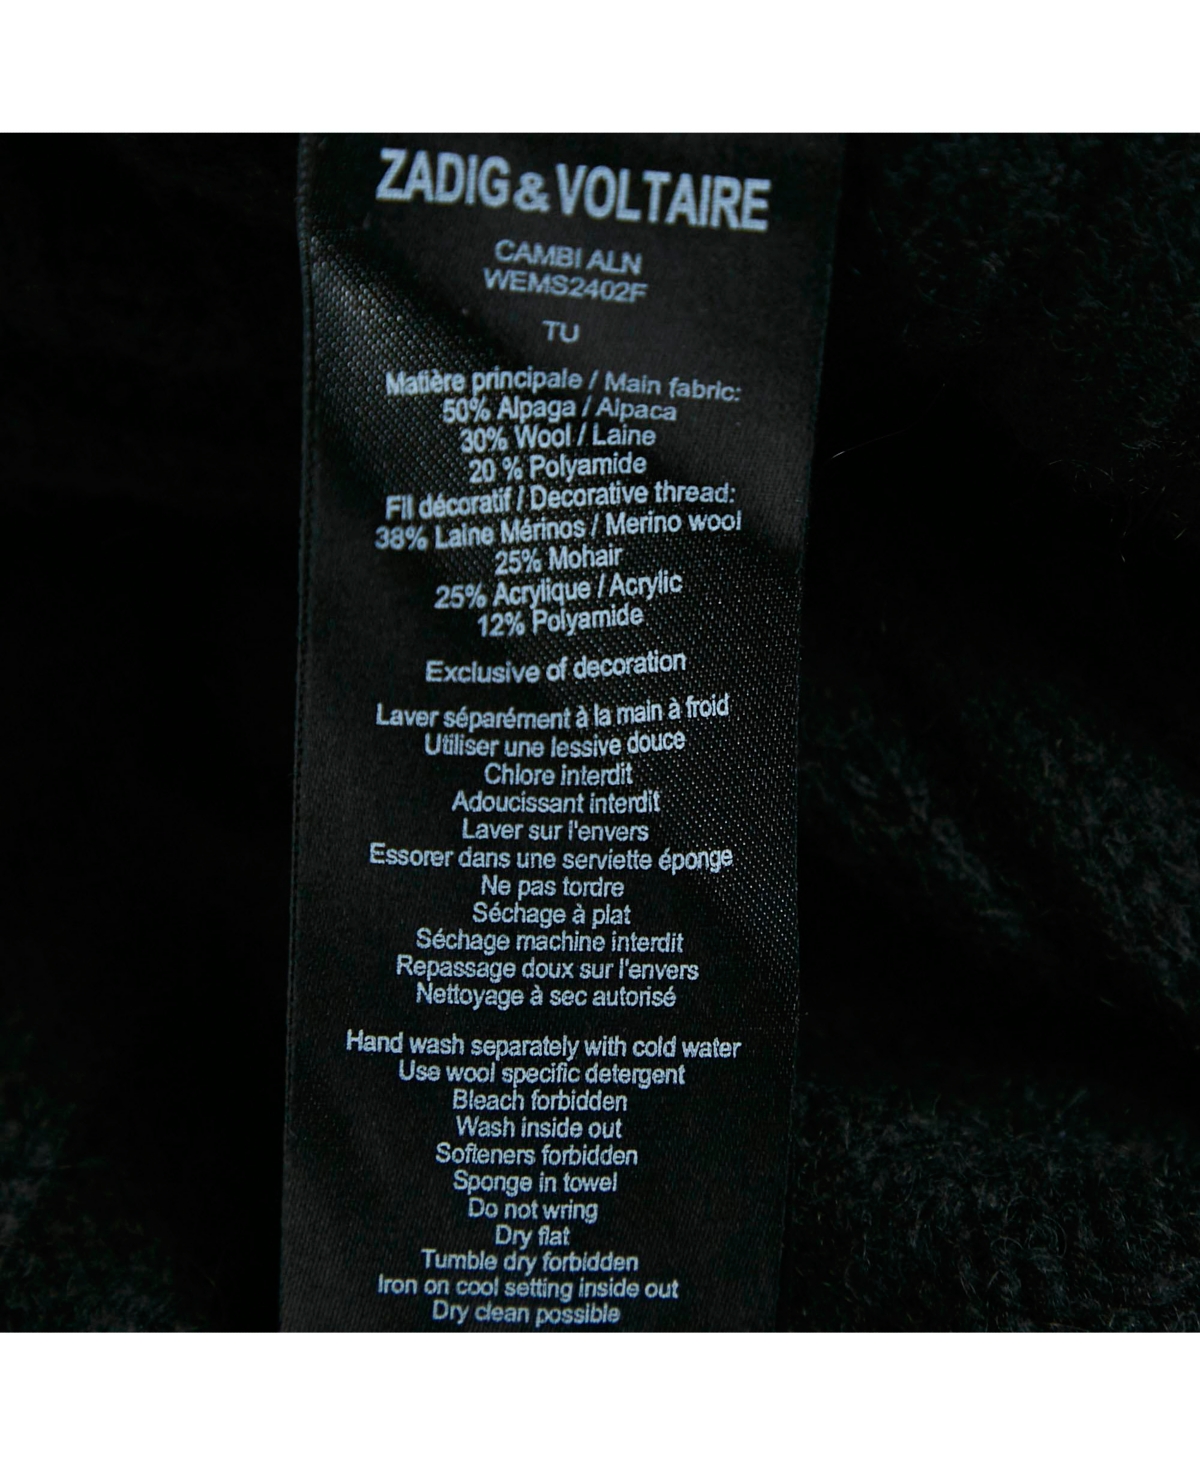 ZADIG&VOLTAIRE
CAMBI ALN
WEMS2402F
TU
Matière principale / Main fabric:
50% Alpaga / Alpaca
30% Wool / Laine
20 % Polyamide
Fil décoratif / Decorative thread:
38% Laine Mérinos / Merino wool
25% Mohair
25% Acrylique / Acrylic
12% Polyamide
Exclusive of decoration
Laver séparément à la main à froid
Utiliser une lessive douce
Chlore interdit
Adoucissant interdit
Laver sur l'envers
Essorer dans une serviette éponge
Ne pas tordre
Séchage à plat
Séchage machine interdit
Repassage doux sur l'envers
Nettoyage à sec autorisé
Hand wash separately with cold water
Use wool specific detergent
Bleach forbidden
Wash inside out
Softeners forbidden
Sponge in towel
Do not wring
Dry flat
Tumble dry forbidden
Iron on cool setting inside out
Dry clean possible